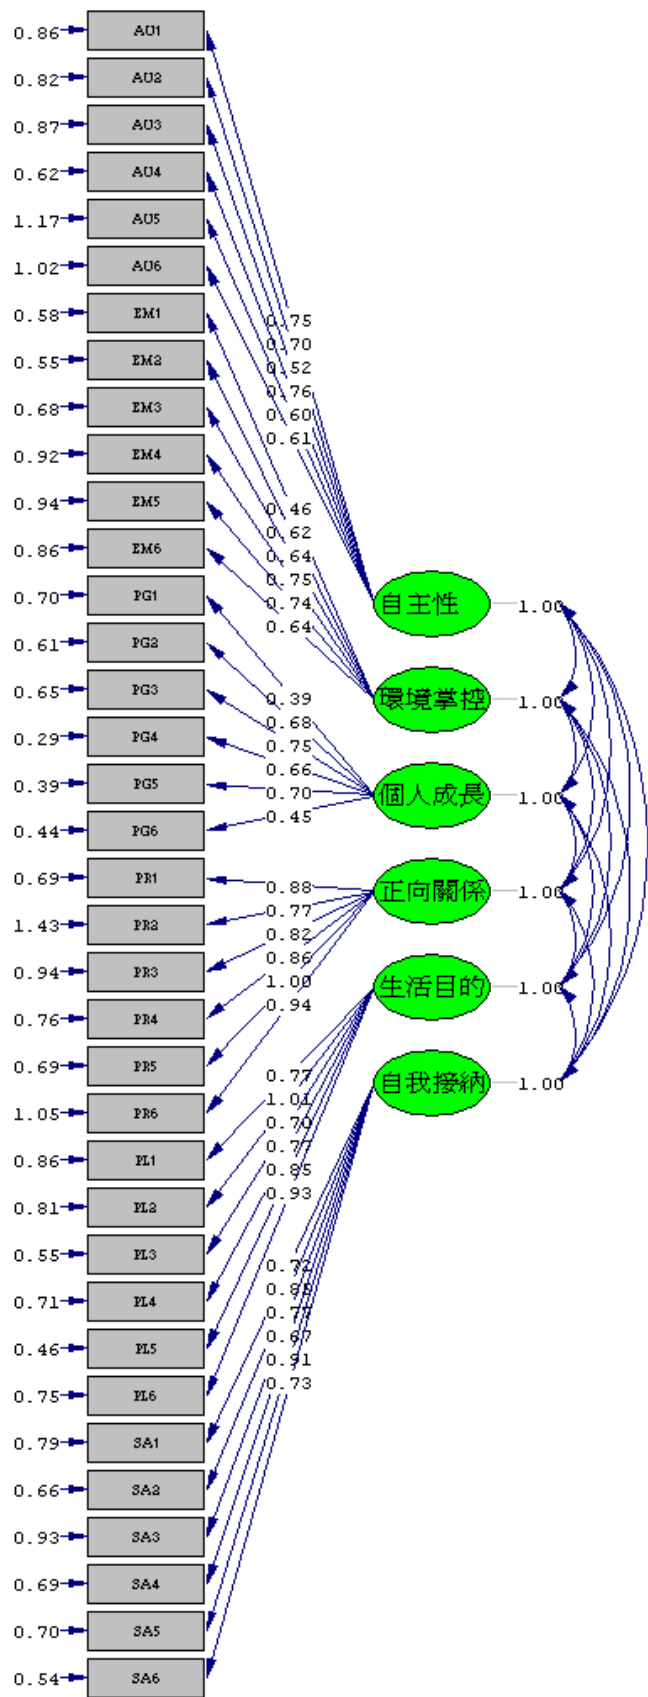 0.86 AU1
0.82 AU2
0.87 AU3
0.62 AU4
1.17 AU5
1.02 AU6
0.58 EM1
0.55 EM2
0.68 EM3
0.92 EM4
0.94 EM5
0.86 EM6
0.70 PG1
0.61 PG2
0.65 PG3
0.29 PG4
0.39 PG5
0.44 PG6
0.69 PR1
1.43 PR2
0.94 PR3
0.76 PR4
0.69 PR5
1.05 PR6
0.86 PL1
0.81 PL2
0.55 PL3
0.71 PL4
0.46 PL5
0.75 PL6
0.79 SA1
0.66 SA2
0.93 SA3
0.69 SA4
0.70 SA5
0.54 SA6
0.75
0.70
0.52
0.76
0.60
0.61
0.46
0.62
0.64
0.75
0.74
0.64
0.39
0.68
0.75
0.66
0.70
0.45
0.88
0.77
0.82
0.86
1.00
0.94
0.77
1.01
0.70
0.77
0.85
0.93
0.72
0.77
0.67
0.91
0.73
自主性 1.00
環境掌控 1.00
個人成長 1.00
正向關係 1.00
生活目的 1.00
自我接納 1.00